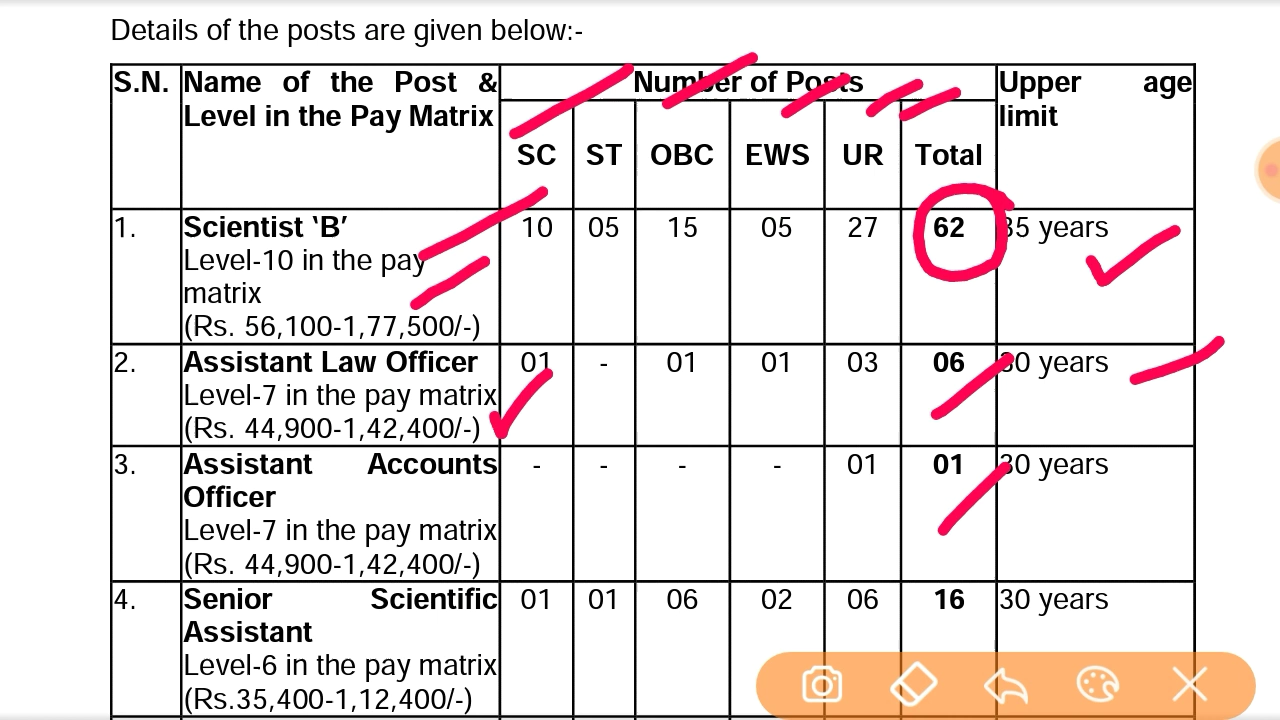 Details of the posts are given below:-
S.N. Name of the Post & Number of Posts Upper age
Level in the Pay Matrix limit
SC ST OBC EWS UR Total
1. Scientist ‘B’ 10 05 15 05 27 62 35 years
Level-10 in the pay
matrix
(Rs. 56,100-1,77,500/-)
2. Assistant Law Officer 01 - 01 01 03 06 30 years
Level-7 in the pay matrix
(Rs. 44,900-1,42,400/-)
3. Assistant Accounts - - - - 01 01 30 years
Officer
Level-7 in the pay matrix
(Rs. 44,900-1,42,400/-)
4. Senior Scientific 01 01 06 02 06 16 30 years
Assistant
Level-6 in the pay matrix
(Rs.35,400-1,12,400/-)